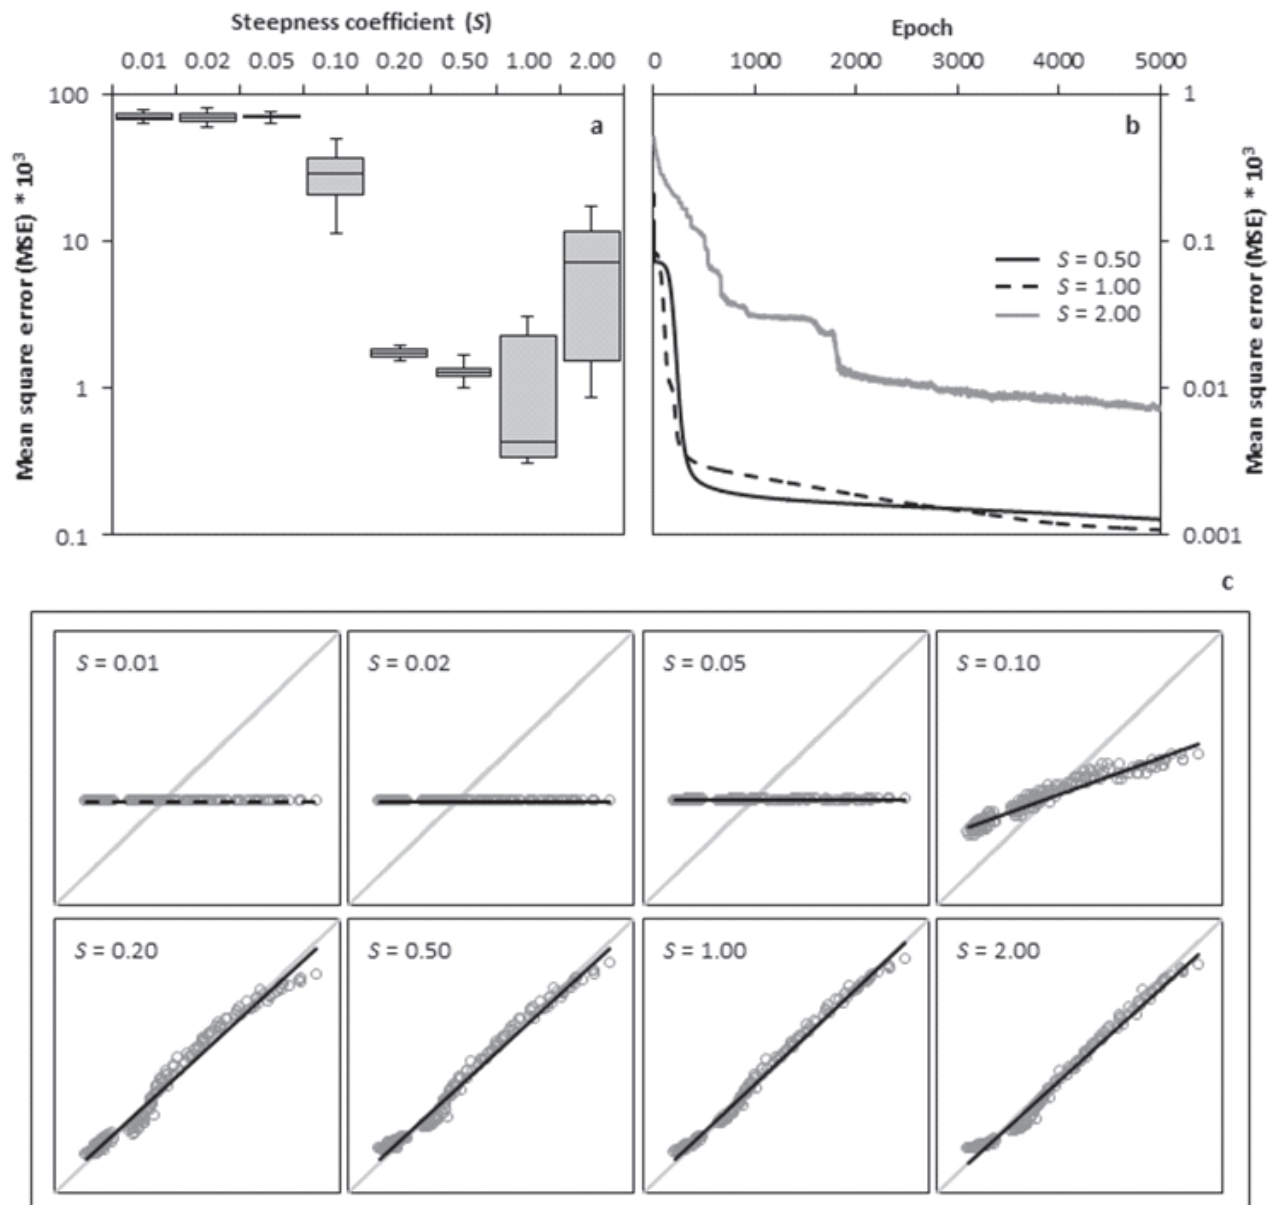 Steepness coefficient (S)
0.01 0.02 0.05 0.10 0.20 0.50 1.00 2.00
100
10
1
0.1
Mean square error (MSE) * 10³
a
Epoch
0 1000 2000 3000 4000 5000
b
S = 0.50
S = 1.00
S = 2.00
1
0.1
0.01
0.001
Mean square error (MSE) * 10³
c
S = 0.01
S = 0.02
S = 0.05
S = 0.10
S = 0.20
S = 0.50
S = 1.00
S = 2.00